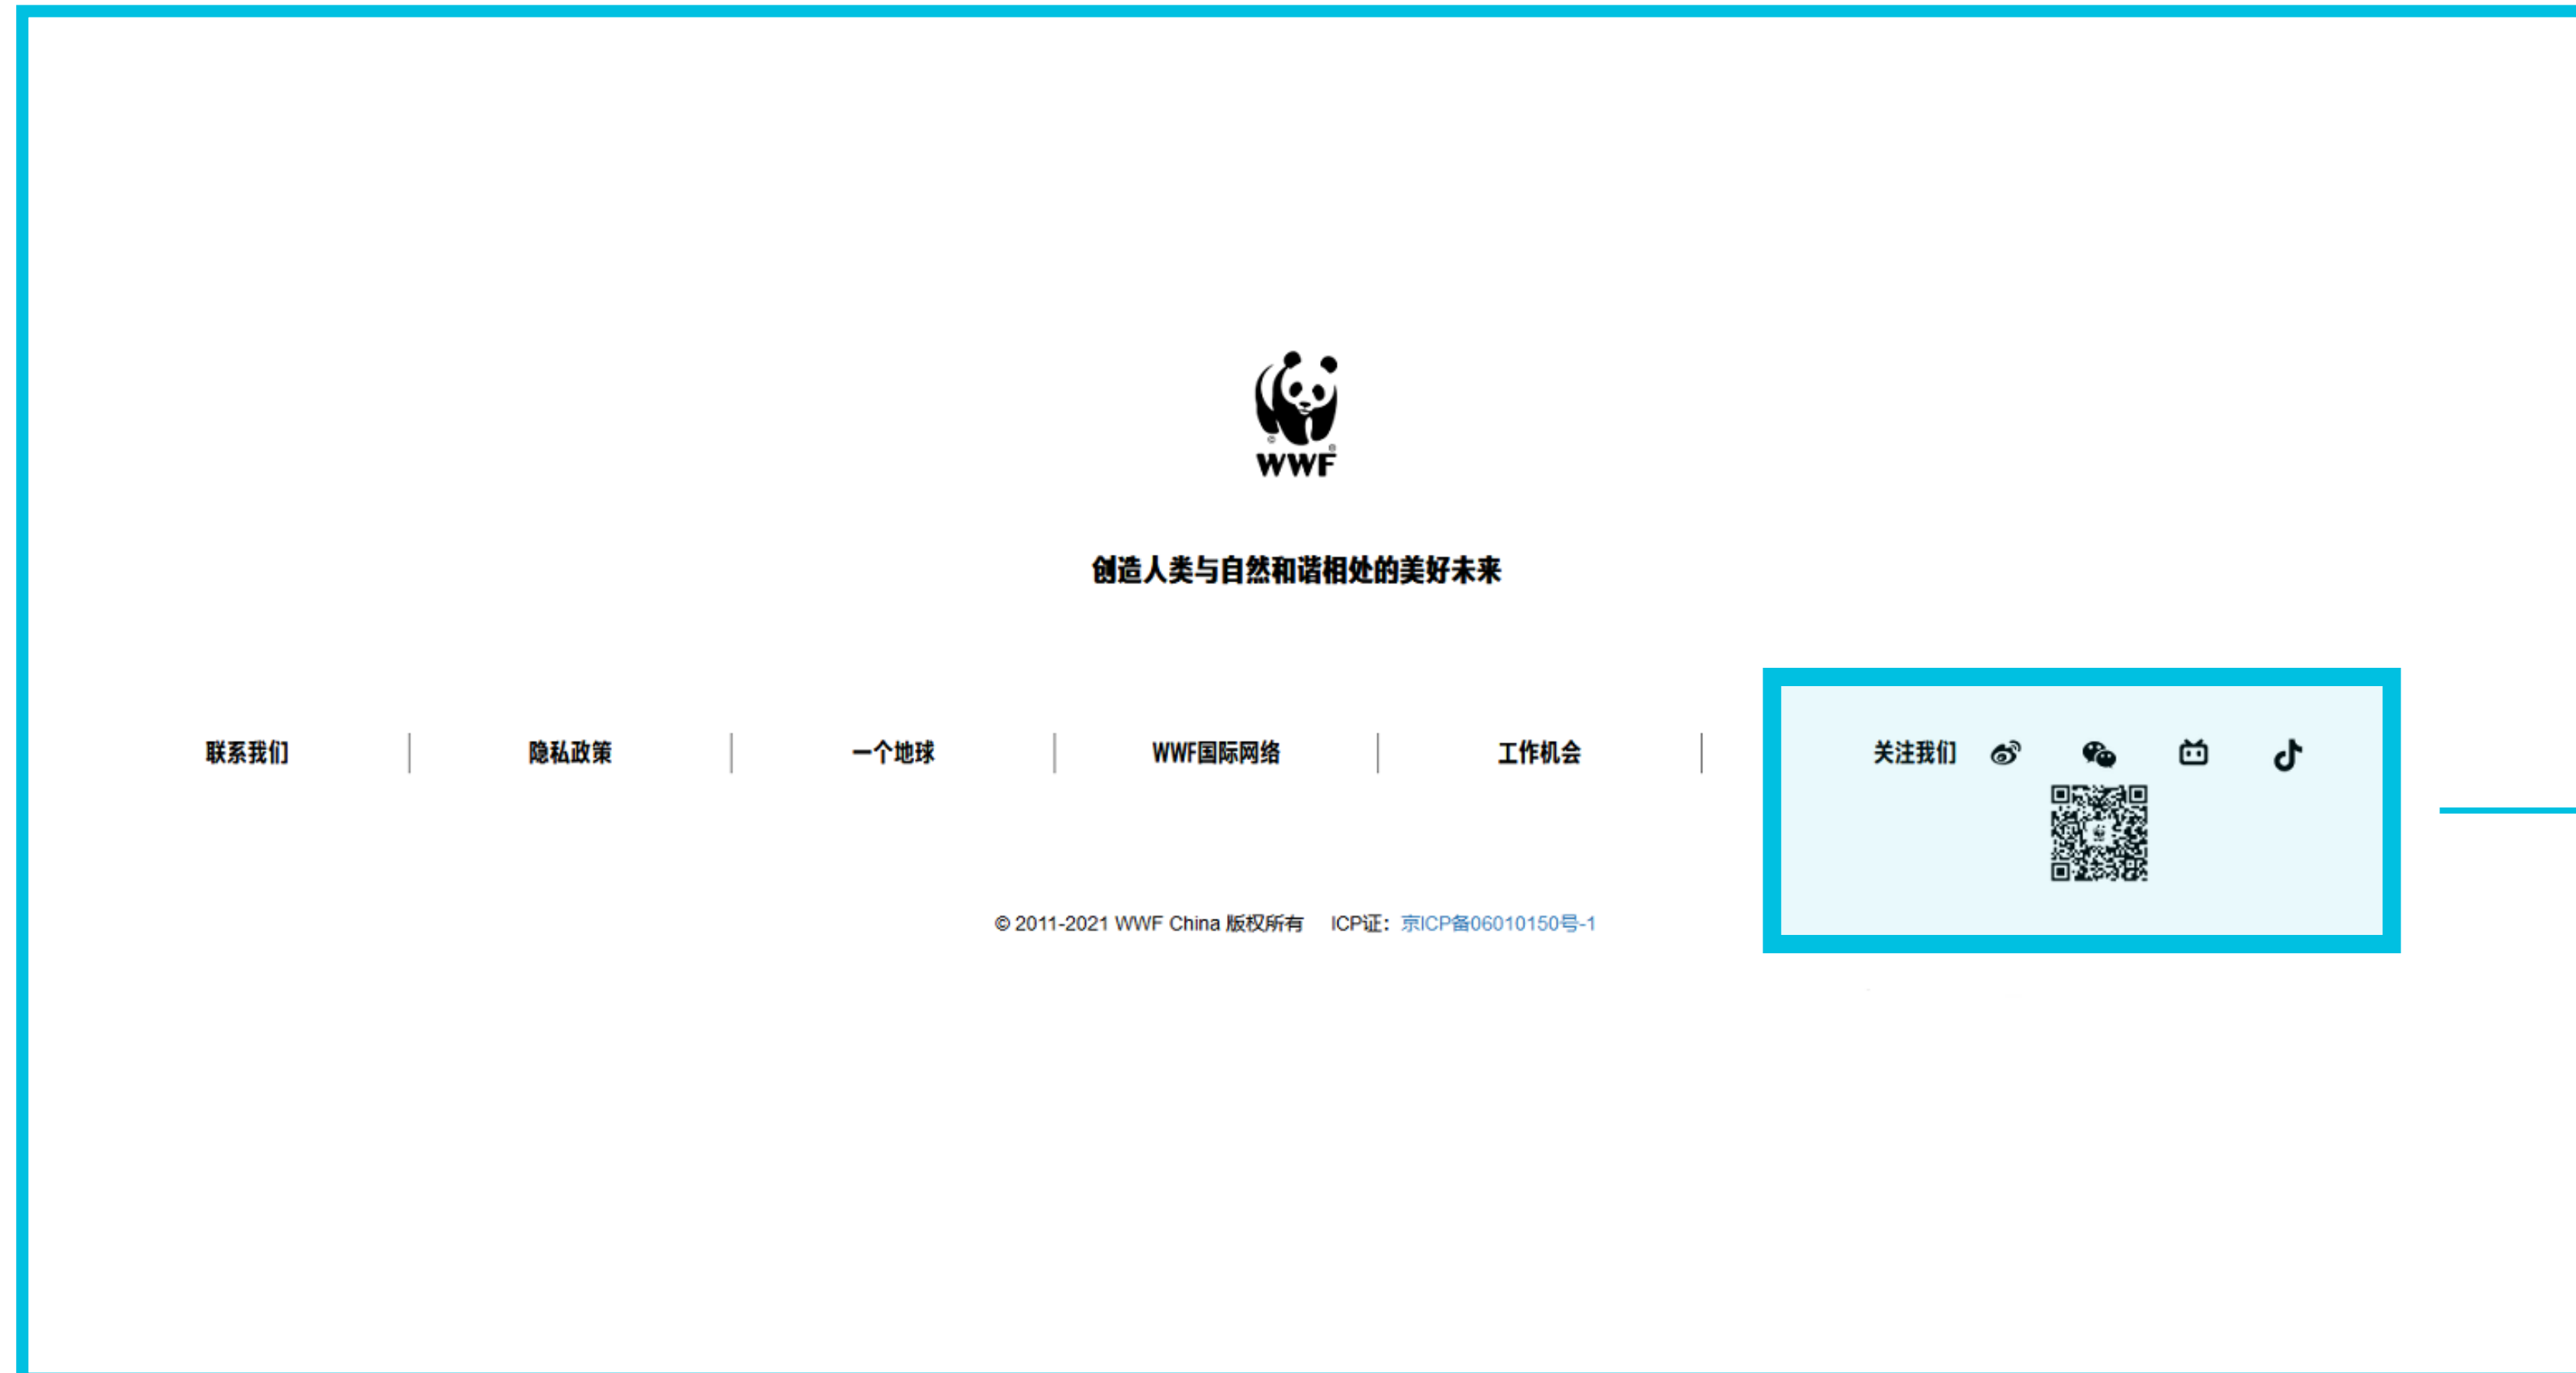 WWF
创造人类与自然和谐相处的美好未来
联系我们 隐私政策 一个地球 WWF国际网络 工作机会 关注我们
© 2011-2021 WWF China 版权所有 ICP证：京ICP备06010150号-1